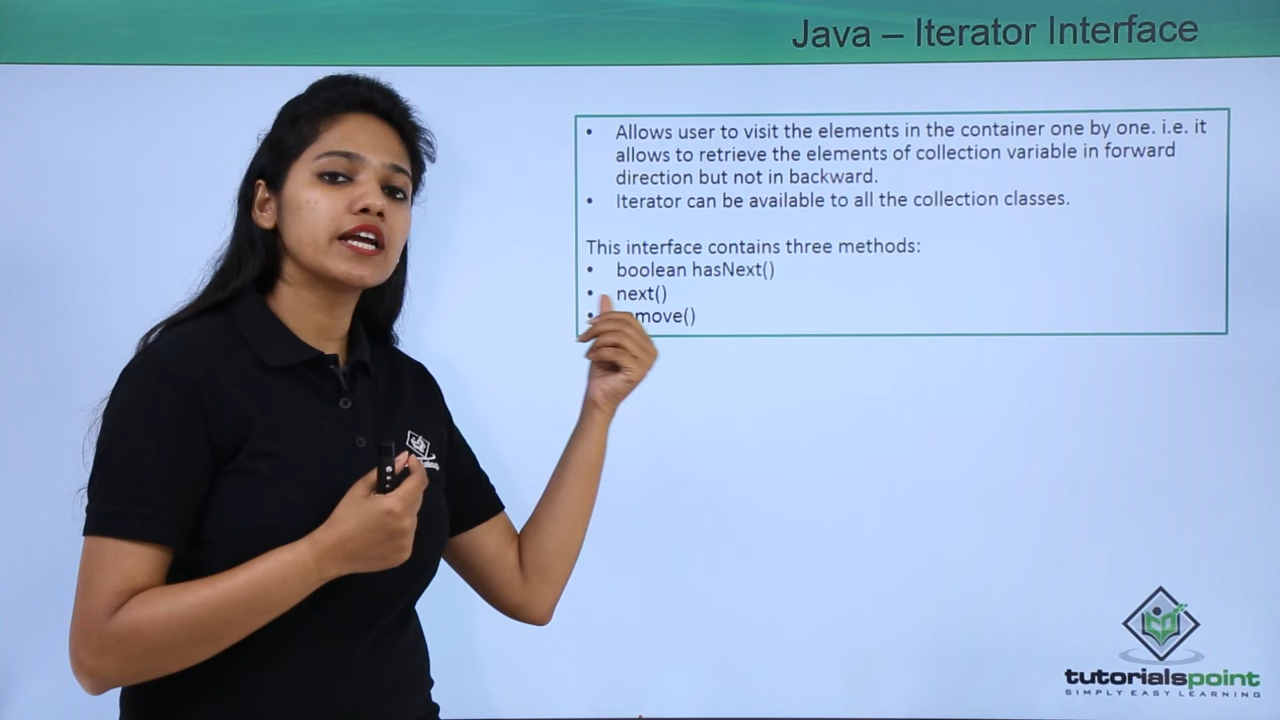 Java – Iterator Interface
• Allows user to visit the elements in the container one by one. i.e. it
allows to retrieve the elements of collection variable in forward
direction but not in backward.
• Iterator can be available to all the collection classes.
This interface contains three methods:
• boolean hasNext()
• next()
• move()
tutorialspoint
SIMPLY EASY LEARNING